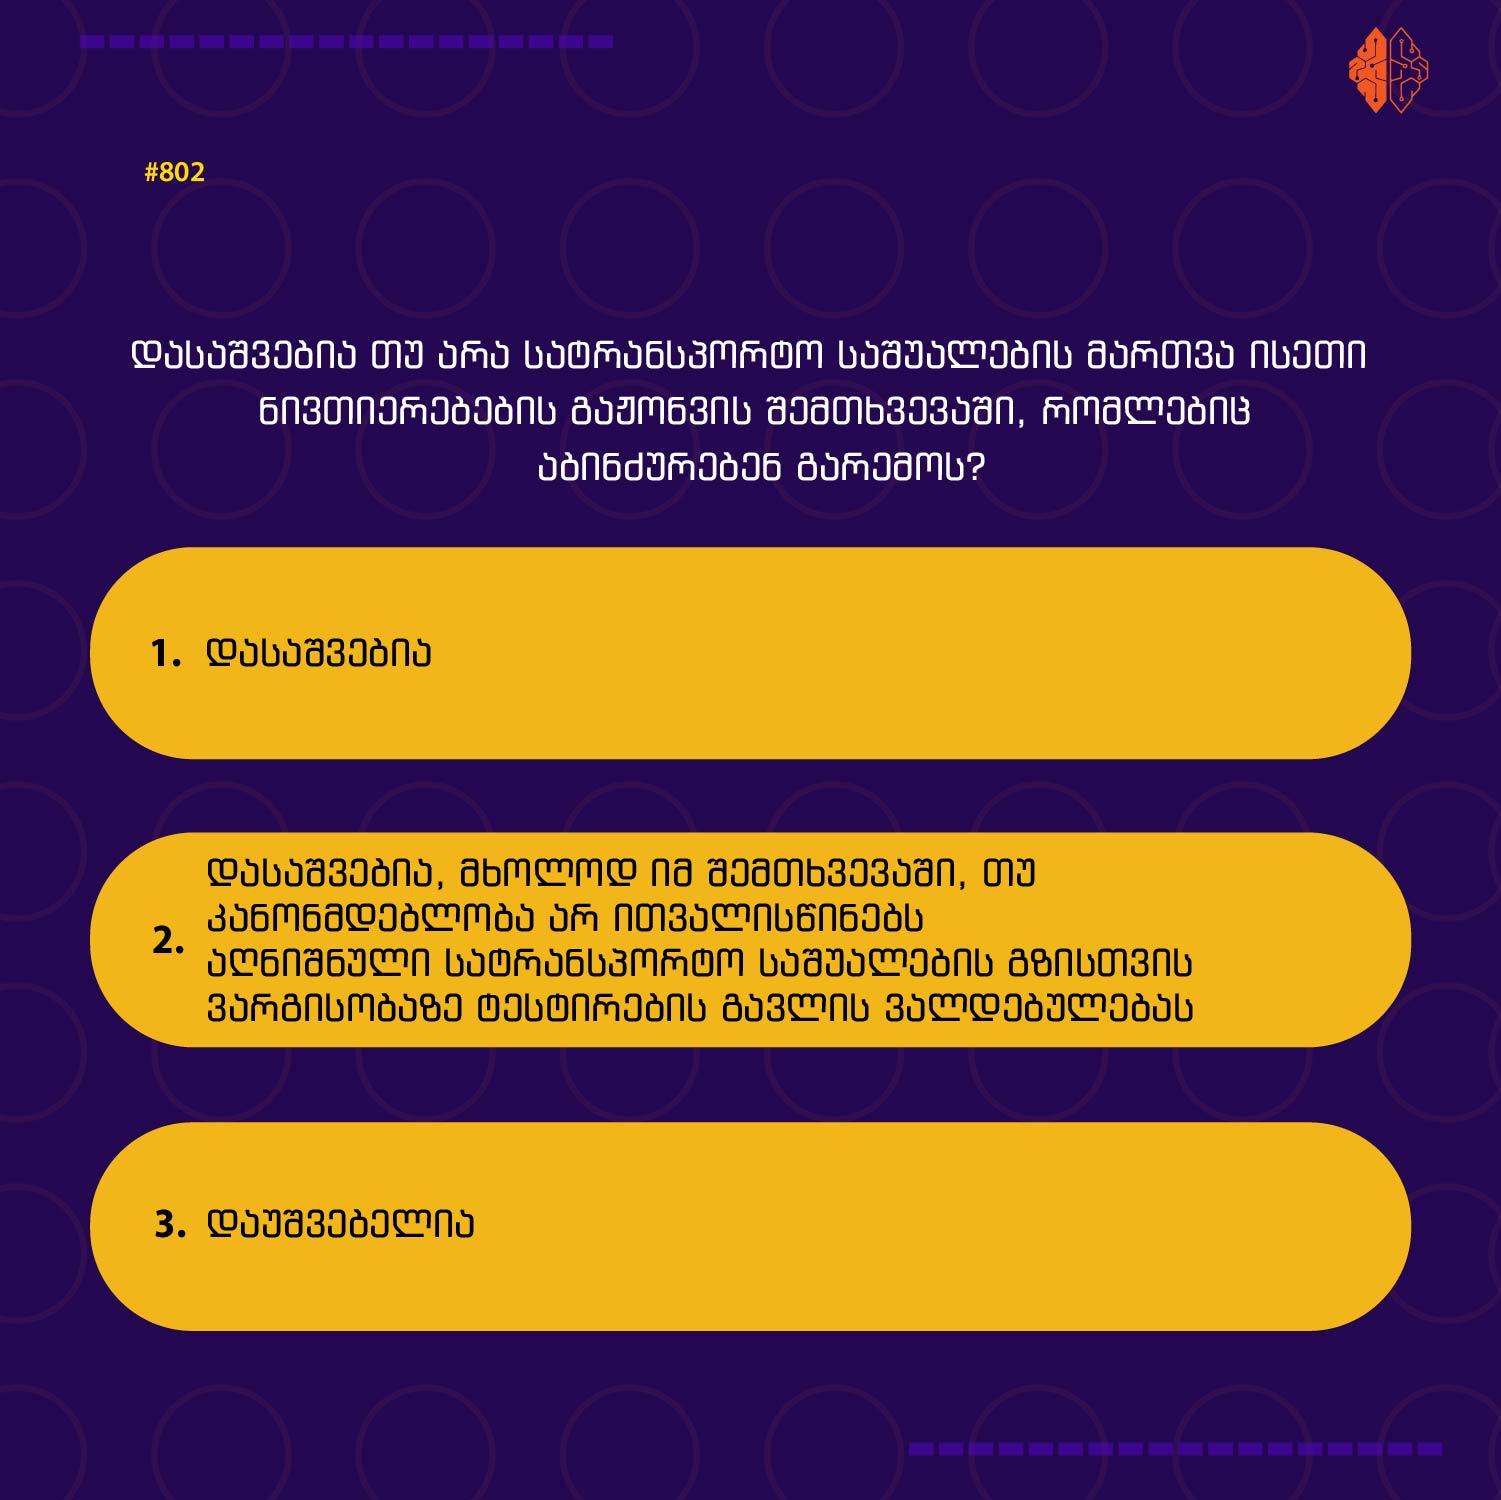 #802
დასაშვებია თუ არა სატრანსპორტო საშუალების მართვა ისეთი
ნივთიერებების გაჟონვის შემთხვევაში, რომლებიც
აბინძურებენ გარემოს?
1. დასაშვებია
2. დასაშვებია, მხოლოდ იმ შემთხვევაში, თუ
კანონმდებლობა არ ითვალისწინებს
აღნიშნული სატრანსპორტო საშუალების გზისთვის
ვარგისობაზე ტესტირების გავლის ვალდებულებას
3. დაუშვებელია